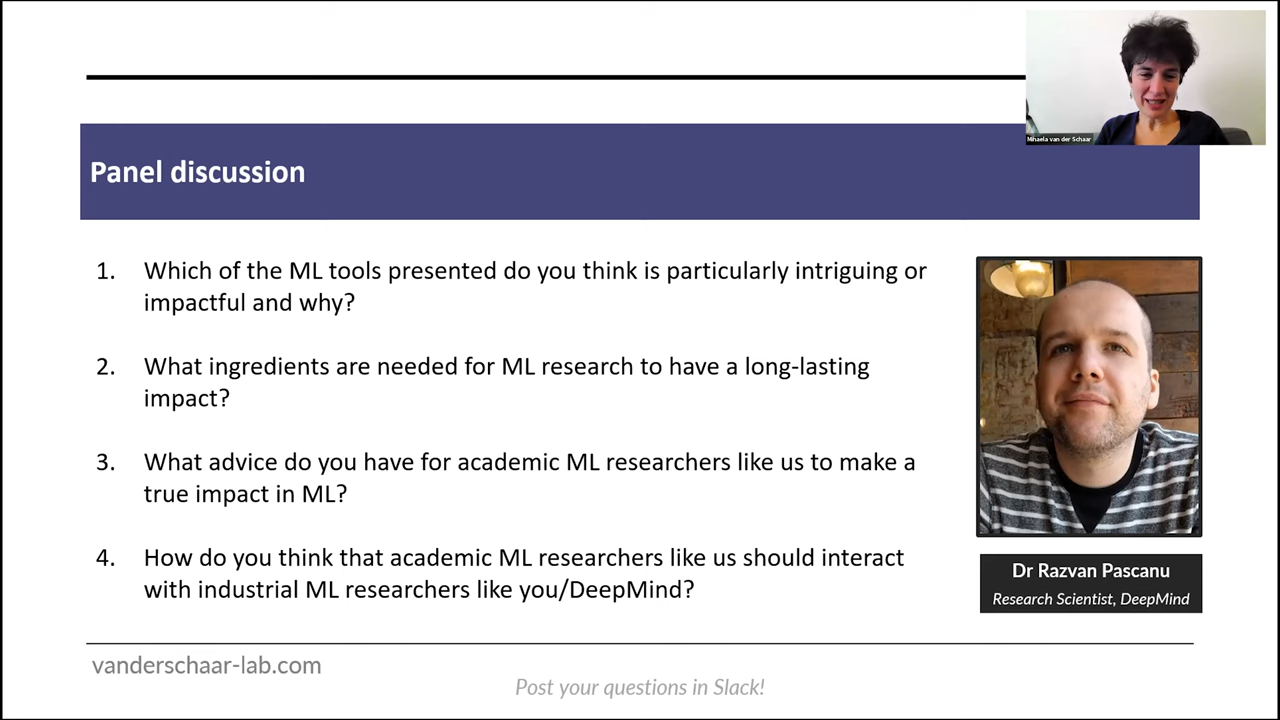 Mihaela van der Schaar
Panel discussion
1. Which of the ML tools presented do you think is particularly intriguing or
impactful and why?
2. What ingredients are needed for ML research to have a long-lasting
impact?
3. What advice do you have for academic ML researchers like us to make a
true impact in ML?
4. How do you think that academic ML researchers like us should interact
with industrial ML researchers like you/DeepMind?
Dr Razvan Pascanu
Research Scientist, DeepMind
vanderschaar-lab.com
Post your questions in Slack!